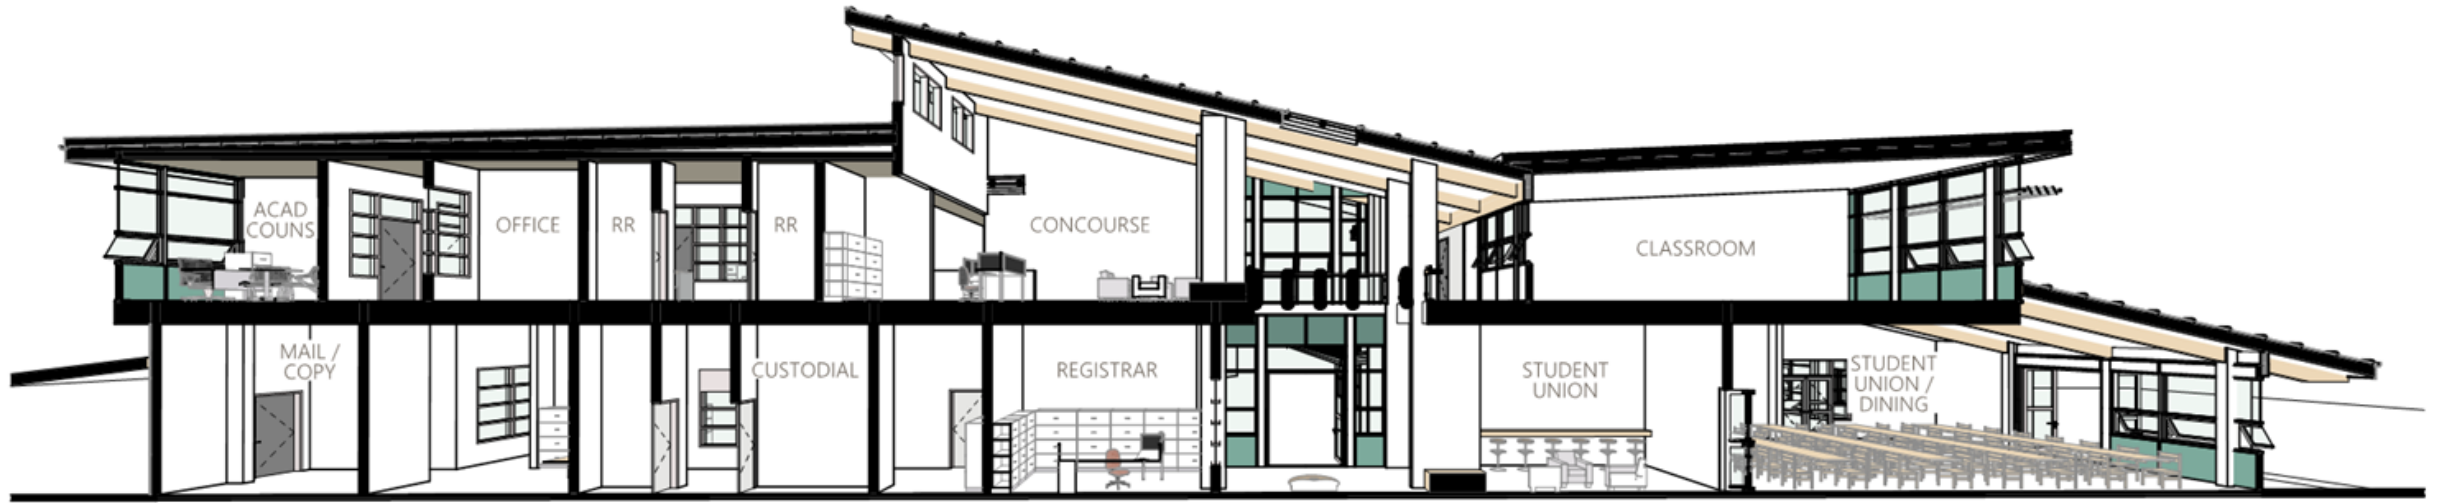 ACAD
COUNS
OFFICE
RR
RR
CONCOURSE
CLASSROOM
MAIL /
COPY
CUSTODIAL
REGISTRAR
STUDENT
UNION
STUDENT
UNION /
DINING